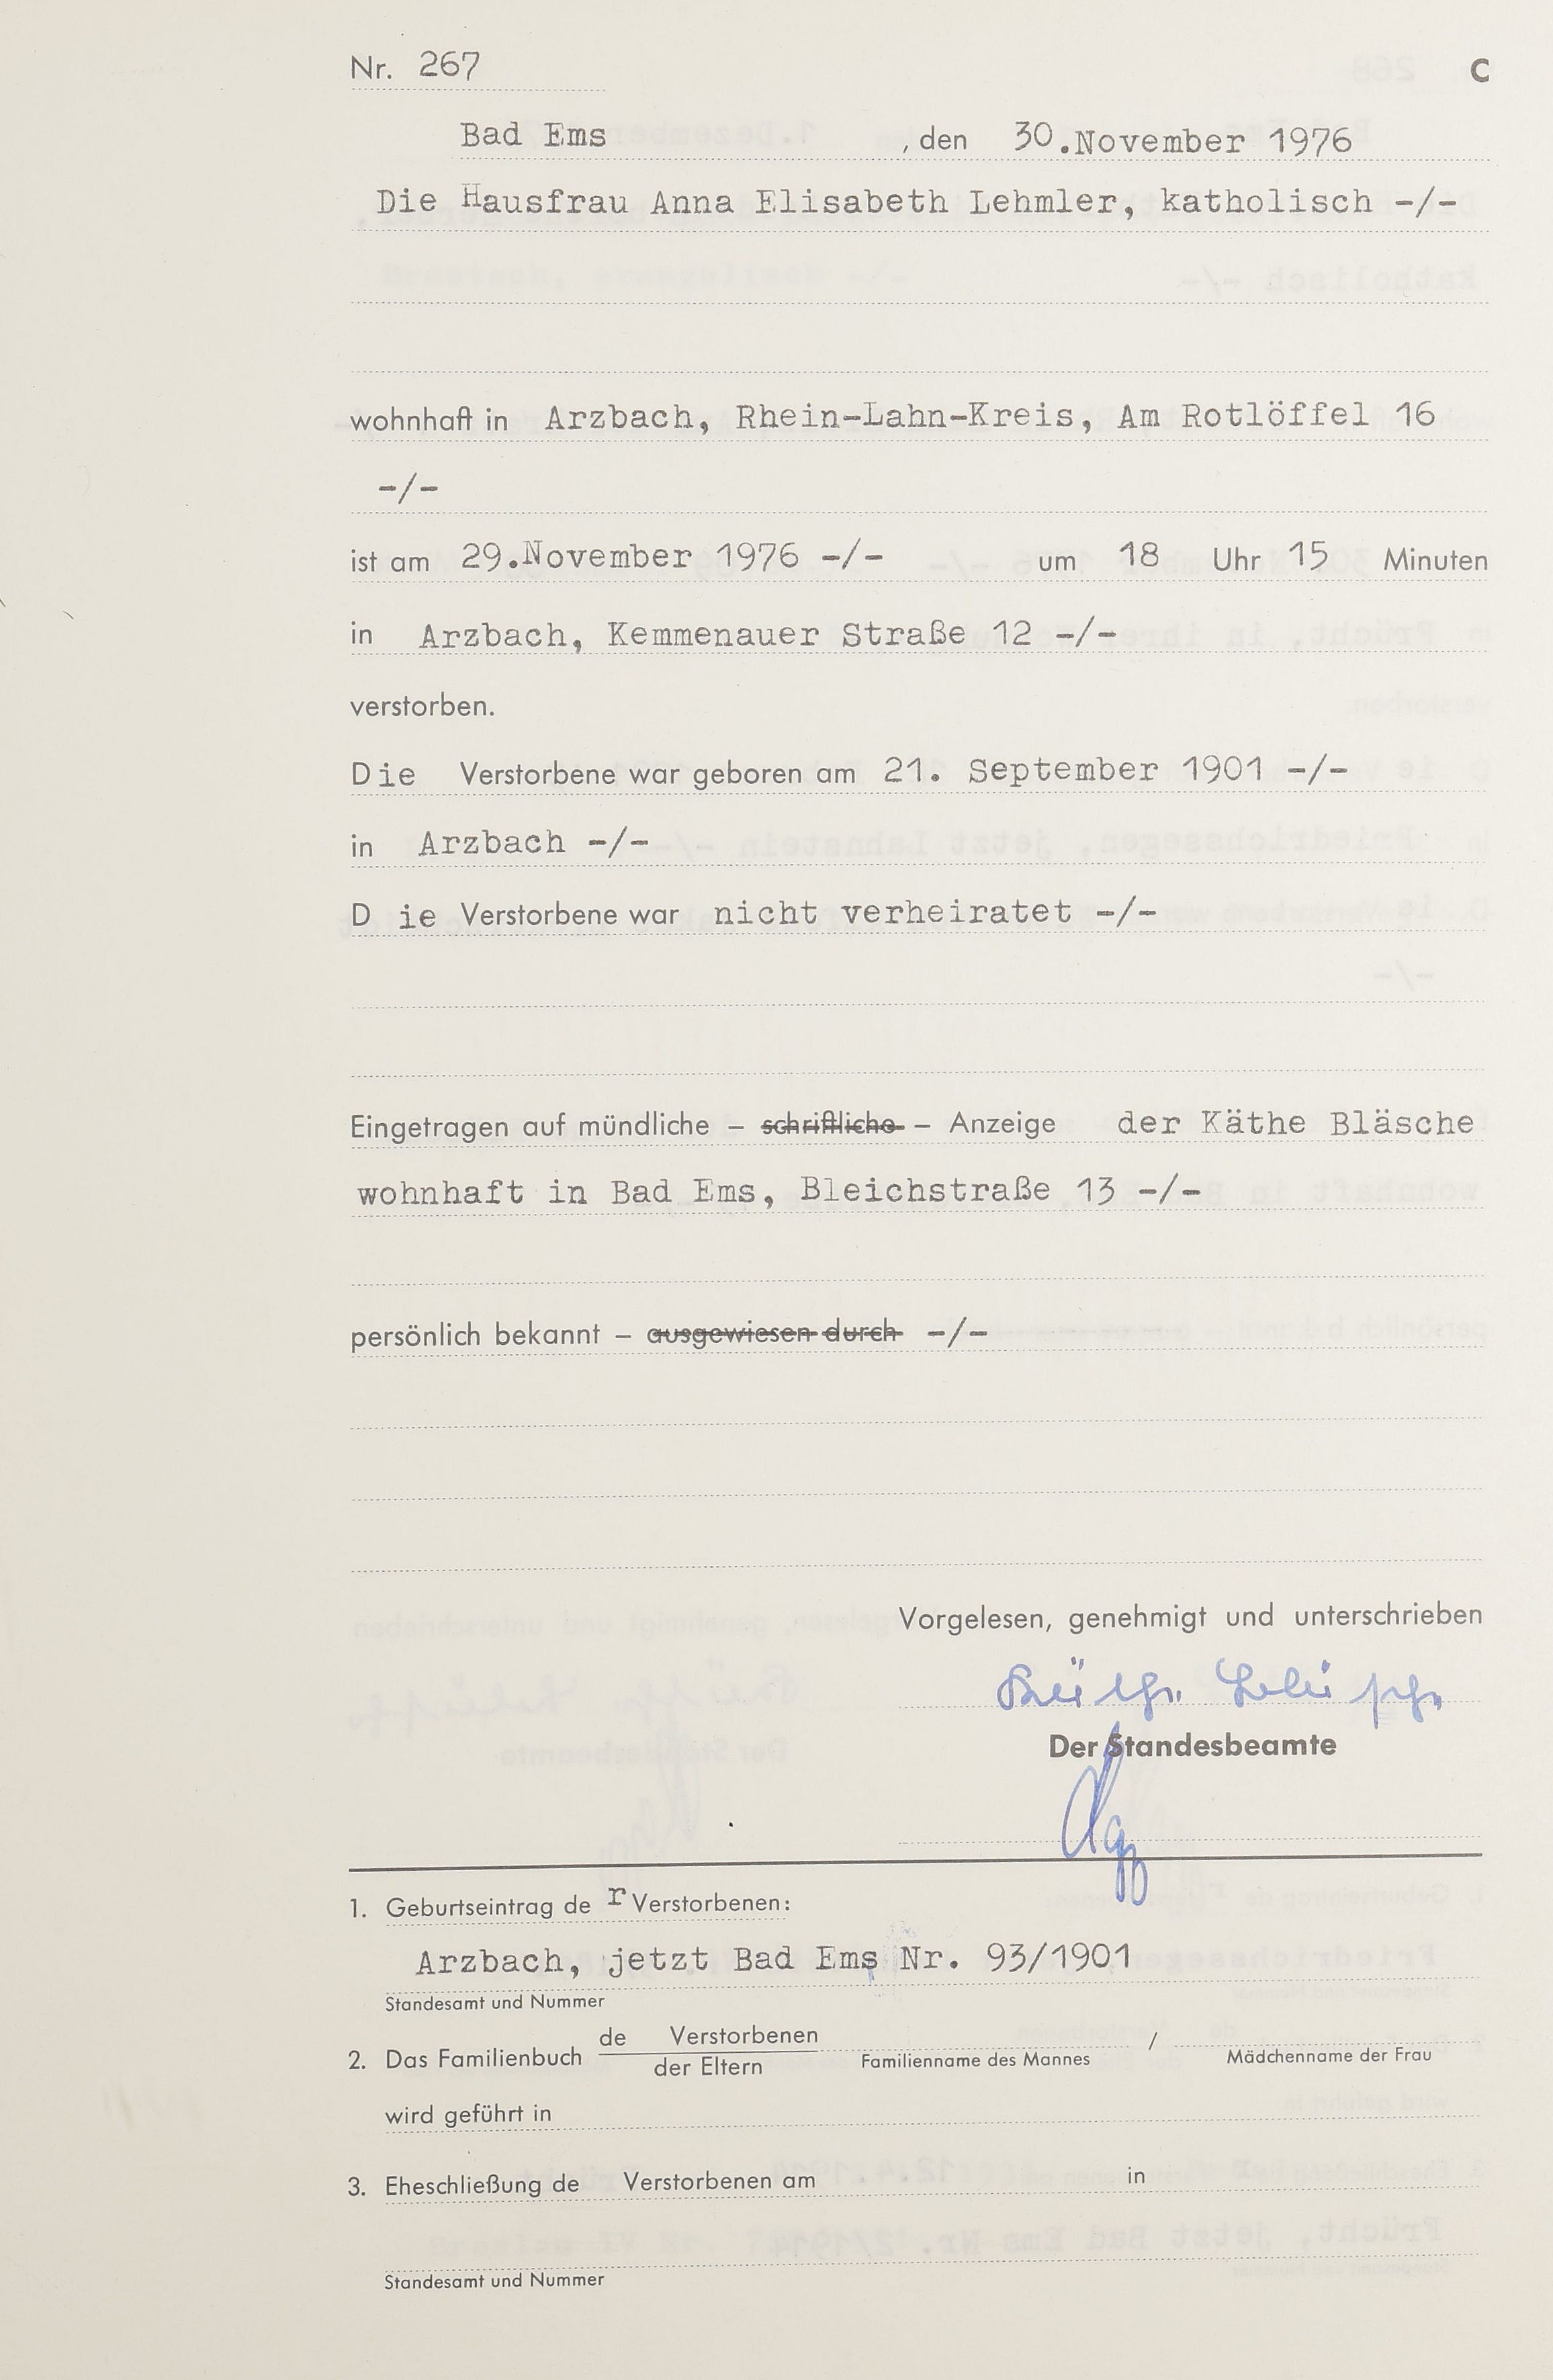 Nr. 267
C
Bad Ems , den 30.November 1976
Die Hausfrau Anna Elisabeth Lehmler, katholisch -/-
wohnhaft in Arzbach, Rhein-Lahn-Kreis, Am Rotlöffel 16
-/-
ist am 29.November 1976 -/- um 18 Uhr 15 Minuten
in Arzbach, Kemmenauer Straße 12 -/-
verstorben.
Die Verstorbene war geboren am 21. September 1901 -/-
in Arzbach -/-
D ie Verstorbene war nicht verheiratet -/-
Eingetragen auf mündliche – schriftliche – Anzeige der Käthe Bläsche
wohnhaft in Bad Ems, Bleichstraße 13 -/-
persönlich bekannt – ausgewiesen durch -/-
Vorgelesen, genehmigt und unterschrieben
Käthe Bläsche
Der Standesbeamte
1. Geburtseintrag de r Verstorbenen:
Arzbach, jetzt Bad Ems Nr. 93/1901
Standesamt und Nummer
2. Das Familienbuch de Verstorbenen / der Eltern
Familienname des Mannes / Mädchenname der Frau
wird geführt in
3. Eheschließung de Verstorbenen am in
Standesamt und Nummer